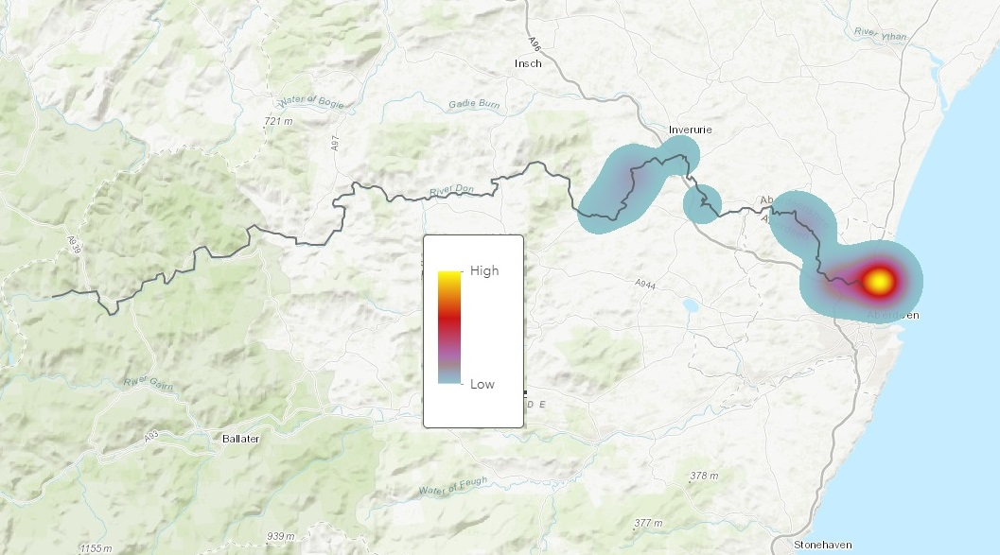 River Ythan
A96
Insch
Water of Bogie
Gadie Burn
721 m
Inverurie
A97
River Don
A939
High
A944
Aberdeen
River Gairn
Low
D E
A93
Ballater
378 m
Water of Feugh
377 m
939 m
1155 m
Stonehaven